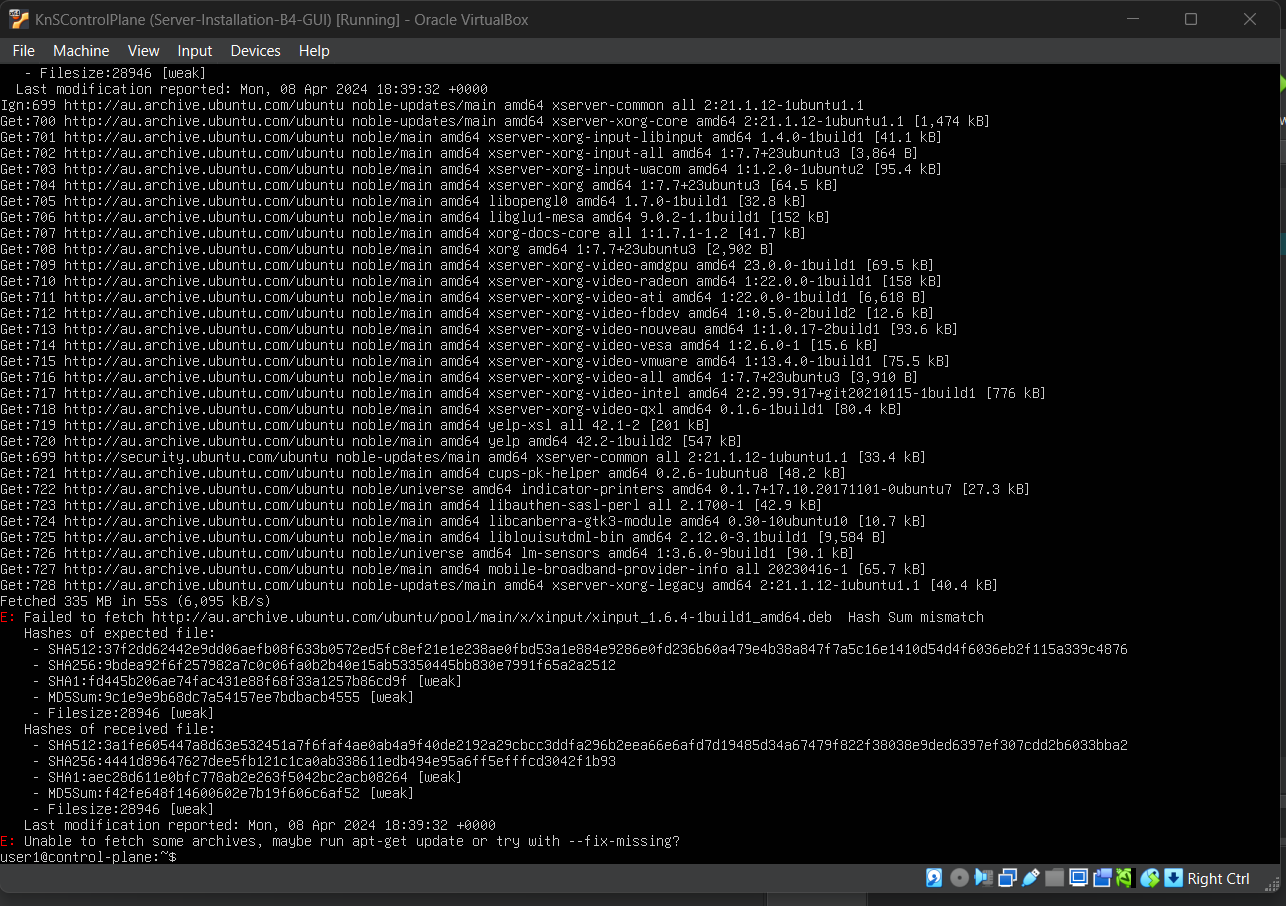 KnSControlPlane (Server-Installation-B4-GUI) [Running] - Oracle VirtualBox
File Machine View Input Devices Help
- Filesize:28946 [weak]
Last modification reported: Mon, 08 Apr 2024 18:39:32 +0000
Ign:699 http://au.archive.ubuntu.com/ubuntu noble-updates/main amd64 xserver-common all 2:21.1.12-1ubuntu1.1
Get:700 http://au.archive.ubuntu.com/ubuntu noble-updates/main amd64 xserver-xorg-core amd64 2:21.1.12-1ubuntu1.1 [1,474 kB]
Get:701 http://au.archive.ubuntu.com/ubuntu noble/main amd64 xserver-xorg-input-libinput amd64 1.4.0-1build1 [41.1 kB]
Get:702 http://au.archive.ubuntu.com/ubuntu noble/main amd64 xserver-xorg-input-all amd64 1:7.7+23ubuntu3 [3,864 B]
Get:703 http://au.archive.ubuntu.com/ubuntu noble/main amd64 xserver-xorg-input-wacom amd64 1:1.2.0-1ubuntu2 [95.4 kB]
Get:704 http://au.archive.ubuntu.com/ubuntu noble/main amd64 xserver-xorg amd64 1:7.7+23ubuntu3 [64.5 kB]
Get:705 http://au.archive.ubuntu.com/ubuntu noble/main amd64 libopengl0 amd64 1.7.0-1build1 [32.8 kB]
Get:706 http://au.archive.ubuntu.com/ubuntu noble/main amd64 libglu1-mesa amd64 9.0.2-1.1build1 [152 kB]
Get:707 http://au.archive.ubuntu.com/ubuntu noble/main amd64 xorg-docs-core all 1:1.7.1-1.2 [41.7 kB]
Get:708 http://au.archive.ubuntu.com/ubuntu noble/main amd64 xorg amd64 1:7.7+23ubuntu3 [2,902 B]
Get:709 http://au.archive.ubuntu.com/ubuntu noble/main amd64 xserver-xorg-video-amdgpu amd64 23.0.0-1build1 [69.5 kB]
Get:710 http://au.archive.ubuntu.com/ubuntu noble/main amd64 xserver-xorg-video-radeon amd64 1:22.0.0-1build1 [158 kB]
Get:711 http://au.archive.ubuntu.com/ubuntu noble/main amd64 xserver-xorg-video-ati amd64 1:22.0.0-1build1 [6,618 B]
Get:712 http://au.archive.ubuntu.com/ubuntu noble/main amd64 xserver-xorg-video-fbdev amd64 1:0.5.0-2build2 [12.6 kB]
Get:713 http://au.archive.ubuntu.com/ubuntu noble/main amd64 xserver-xorg-video-nouveau amd64 1:1.0.17-2build1 [93.6 kB]
Get:714 http://au.archive.ubuntu.com/ubuntu noble/main amd64 xserver-xorg-video-vesa amd64 1:2.6.0-1 [15.6 kB]
Get:715 http://au.archive.ubuntu.com/ubuntu noble/main amd64 xserver-xorg-video-vmware amd64 1:13.4.0-1build1 [75.5 kB]
Get:716 http://au.archive.ubuntu.com/ubuntu noble/main amd64 xserver-xorg-video-all amd64 1:7.7+23ubuntu3 [3,910 B]
Get:717 http://au.archive.ubuntu.com/ubuntu noble/main amd64 xserver-xorg-video-intel amd64 2:2.99.917+git20210115-1build1 [776 kB]
Get:718 http://au.archive.ubuntu.com/ubuntu noble/main amd64 xserver-xorg-video-qxl amd64 0.1.6-1build1 [80.4 kB]
Get:719 http://au.archive.ubuntu.com/ubuntu noble/main amd64 yelp-xsl all 42.1-2 [201 kB]
Get:720 http://au.archive.ubuntu.com/ubuntu noble/main amd64 yelp amd64 42.2-1build2 [547 kB]
Get:699 http://security.ubuntu.com/ubuntu noble-updates/main amd64 xserver-common all 2:21.1.12-1ubuntu1.1 [33.4 kB]
Get:721 http://au.archive.ubuntu.com/ubuntu noble/main amd64 cups-pk-helper amd64 0.2.6-1ubuntu8 [48.2 kB]
Get:722 http://au.archive.ubuntu.com/ubuntu noble/universe amd64 indicator-printers amd64 0.1.7+17.10.20171101-0ubuntu7 [27.3 kB]
Get:723 http://au.archive.ubuntu.com/ubuntu noble/main amd64 libauthen-sasl-perl all 2.1700-1 [42.9 kB]
Get:724 http://au.archive.ubuntu.com/ubuntu noble/main amd64 libcanberra-gtk3-module amd64 0.30-10ubuntu10 [10.7 kB]
Get:725 http://au.archive.ubuntu.com/ubuntu noble/main amd64 liblouisutdml-bin amd64 2.12.0-3.1build1 [9,584 B]
Get:726 http://au.archive.ubuntu.com/ubuntu noble/universe amd64 lm-sensors amd64 1:3.6.0-9build1 [90.1 kB]
Get:727 http://au.archive.ubuntu.com/ubuntu noble/main amd64 mobile-broadband-provider-info all 20230416-1 [65.7 kB]
Get:728 http://au.archive.ubuntu.com/ubuntu noble-updates/main amd64 xserver-xorg-legacy amd64 2:21.1.12-1ubuntu1.1 [40.4 kB]
Fetched 335 MB in 55s (6,095 kB/s)
E: Failed to fetch http://au.archive.ubuntu.com/ubuntu/pool/main/x/xinput/xinput_1.6.4-1build1_amd64.deb Hash Sum mismatch
Hashes of expected file:
- SHA512:37f2dd62442e9dd06aefb08f633b0572ed5fc8ef21e1e238ae0fbd53a1e884e9286e0fd236b60a479e4b38a847f7a5c16e1410d54d4f6036eb2f115a339c4876
- SHA256:9bdea92f6f257982a7c0c06fa0b2b40e15ab53350445bb830e7991f65a2a2512
- SHA1:fd445b206ae74fac431e88f68f33a1257b86cd9f [weak]
- MD5Sum:9c1e9e9b68dc7a54157ee7bdbacb4555 [weak]
- Filesize:28946 [weak]
Hashes of received file:
- SHA512:3a1fe605447a8d63e532451a7f6faf4ae0ab4a9f40de2192a29cbcc3ddfa296b2eea66e6afd7d19485d34a67479f822f38038e9ded6397ef307cdd2b6033bba2
- SHA256:4441d89647627dee5fb121c1ca0ab338611edb494e95a6ff5efffcd3042f1b93
- SHA1:aec28d611e0bfc778ab2e263f5042bc2acb08264 [weak]
- MD5Sum:f42fe648f14600602e7b19f606c6af52 [weak]
- Filesize:28946 [weak]
Last modification reported: Mon, 08 Apr 2024 18:39:32 +0000
E: Unable to fetch some archives, maybe run apt-get update or try with --fix-missing?
user1@control-plane:~$
Right Ctrl